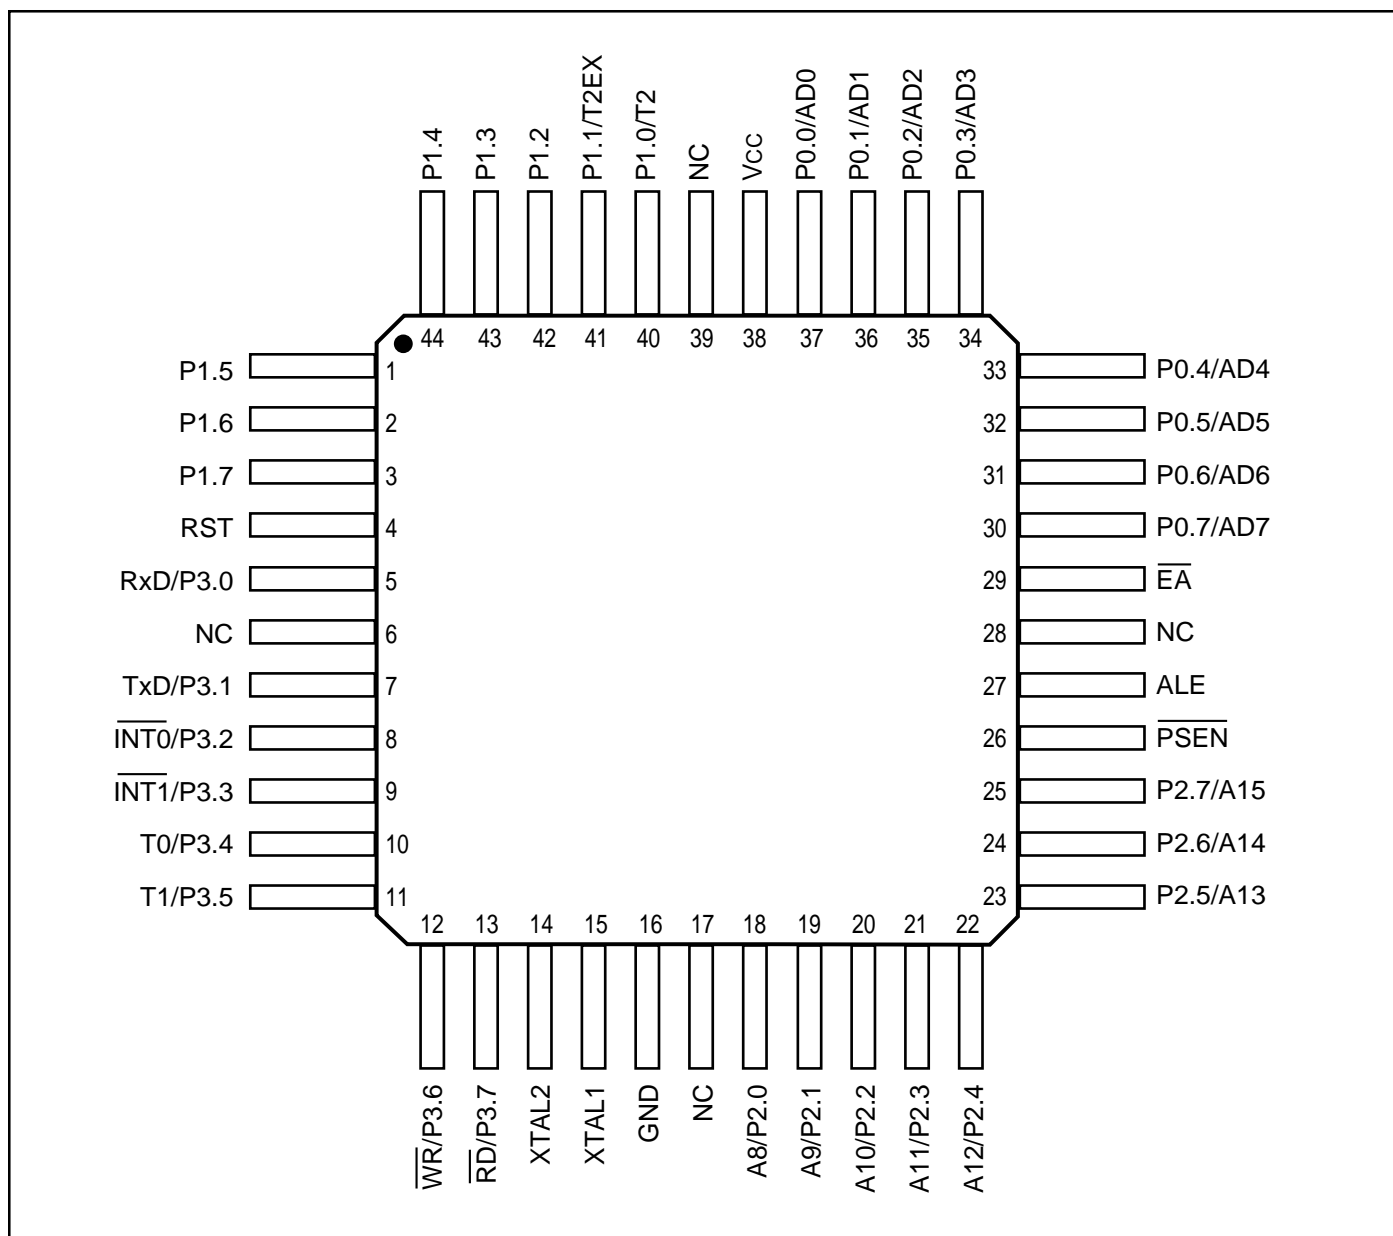 P1.4
P1.3
P1.2
P1.1/T2EX
P1.0/T2
NC
VCC
P0.0/AD0
P0.1/AD1
P0.2/AD2
P0.3/AD3
44 43 42 41 40 39 38 37 36 35 34
P1.5 1 33 P0.4/AD4
P1.6 2 32 P0.5/AD5
P1.7 3 31 P0.6/AD6
RST 4 30 P0.7/AD7
RxD/P3.0 5 29 E̅A̅
NC 6 28 NC
TxD/P3.1 7 27 ALE
I̅N̅T̅0̅/P3.2 8 26 P̅S̅E̅N̅
I̅N̅T̅1̅/P3.3 9 25 P2.7/A15
T0/P3.4 10 24 P2.6/A14
T1/P3.5 11 23 P2.5/A13
12 13 14 15 16 17 18 19 20 21 22
W̅R̅/P3.6
R̅D̅/P3.7
XTAL2
XTAL1
GND
NC
A8/P2.0
A9/P2.1
A10/P2.2
A11/P2.3
A12/P2.4